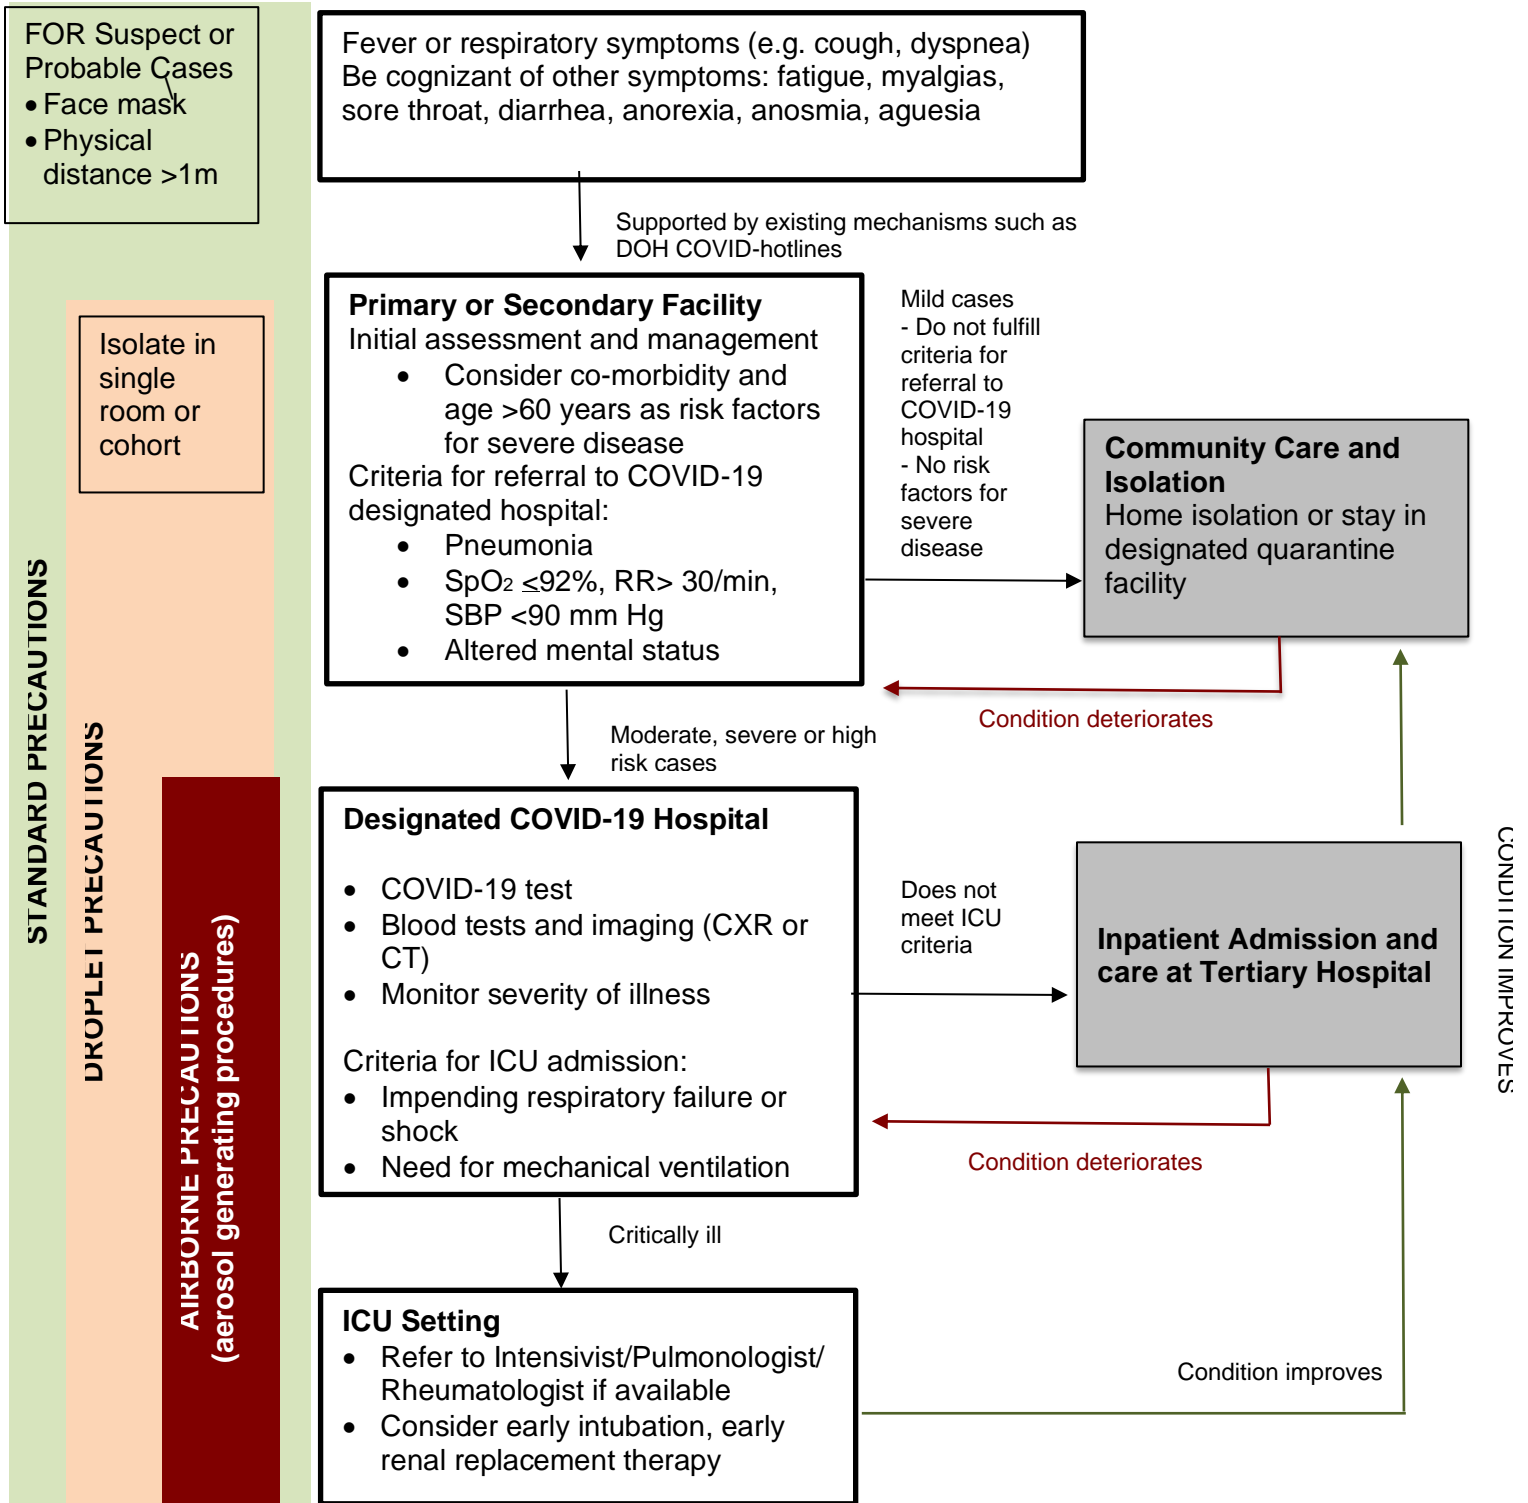 FOR Suspect or
Probable Cases
• Face mask
• Physical
distance >1m
Fever or respiratory symptoms (e.g. cough, dyspnea)
Be cognizant of other symptoms: fatigue, myalgias,
sore throat, diarrhea, anorexia, anosmia, aguesia
Supported by existing mechanisms such as
DOH COVID-hotlines
Isolate in
single
room or
cohort
Primary or Secondary Facility
Initial assessment and management
• Consider co-morbidity and
age >60 years as risk factors
for severe disease
Criteria for referral to COVID-19
designated hospital:
• Pneumonia
• SpO₂ ≤92%, RR> 30/min,
SBP <90 mm Hg
• Altered mental status
Mild cases
- Do not fulfill
criteria for
referral to
COVID-19
hospital
- No risk
factors for
severe
disease
Community Care and
Isolation
Home isolation or stay in
designated quarantine
facility
Condition deteriorates
Moderate, severe or high
risk cases
STANDARD PRECAUTIONS
DROPLET PRECAUTIONS
AIRBORNE PRECAUTIONS
(aerosol generating procedures)
Designated COVID-19 Hospital
• COVID-19 test
• Blood tests and imaging (CXR or
CT)
• Monitor severity of illness
Criteria for ICU admission:
• Impending respiratory failure or
shock
• Need for mechanical ventilation
Does not
meet ICU
criteria
Inpatient Admission and
care at Tertiary Hospital
CONDITION IMPROVES
Condition deteriorates
Critically ill
ICU Setting
• Refer to Intensivist/Pulmonologist/
Rheumatologist if available
• Consider early intubation, early
renal replacement therapy
Condition improves